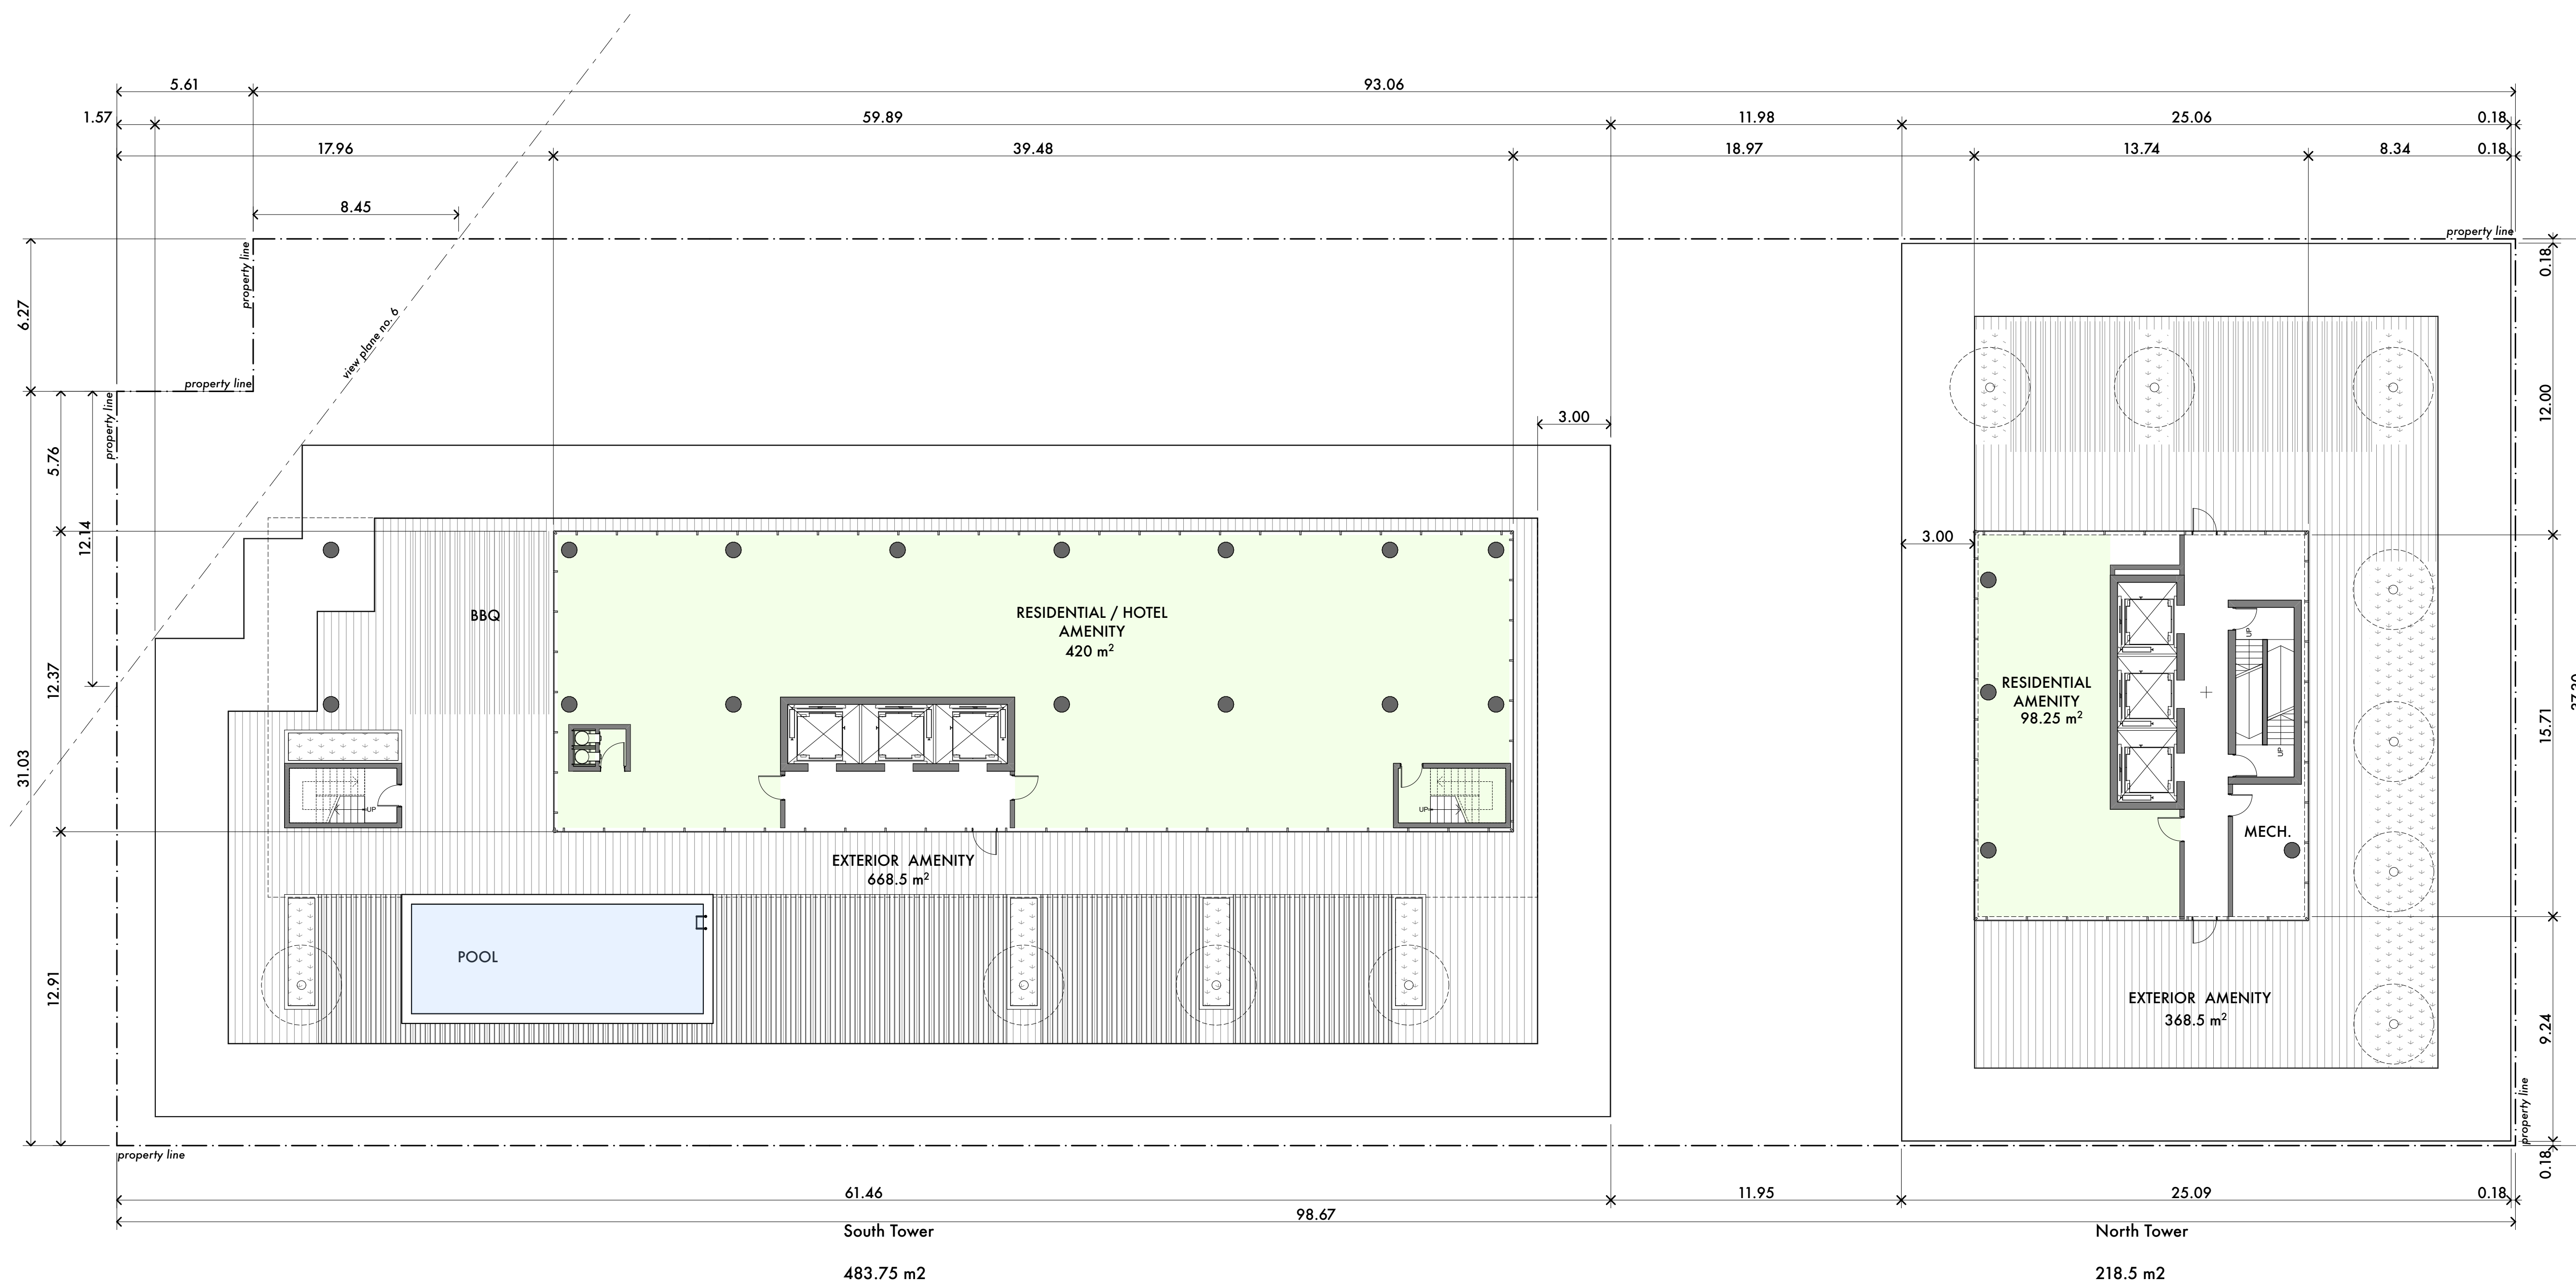 5.61 93.06
1.57 59.89 11.98 25.06 0.18
17.96 39.48 18.97 13.74 8.34 0.18
8.45
property line
property line
0.18
6.27
view plane no. 6
property line
property line
12.00
3.00
5.76
12.14
3.00
BBQ
RESIDENTIAL / HOTEL
AMENITY
420 m²
UP
12.37
RESIDENTIAL
AMENITY
98.25 m²
15.71
UP
31.03
UP
UP
MECH.
EXTERIOR AMENITY
668.5 m²
POOL
12.91
EXTERIOR AMENITY
368.5 m²
9.24
property line
property line
0.18
61.46 11.95 25.09 0.18
98.67
South Tower North Tower
483.75 m2 218.5 m2